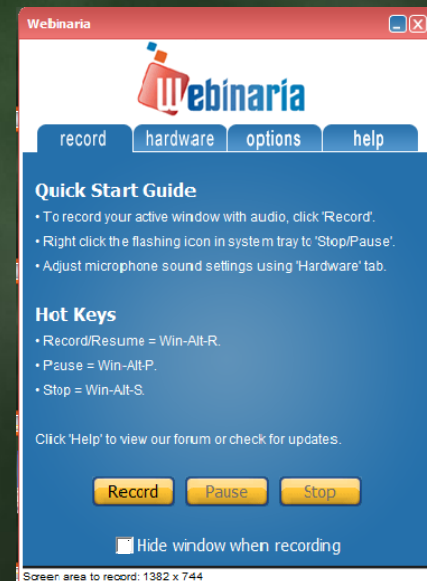 Webinaria
Webinaria
record hardware options help
Quick Start Guide
• To record your active window with audio, click 'Record'.
• Right click the flashing icon in system tray to 'Stop/Pause'.
• Adjust microphone sound settings using 'Hardware' tab.
Hot Keys
• Record/Resume = Win-Alt-R.
• Pause = Win-Alt-P.
• Stop = Win-Alt-S.
Click 'Help' to view our forum or check for updates.
Record Pause Stop
Hide window when recording
Screen area to record: 1382 x 744